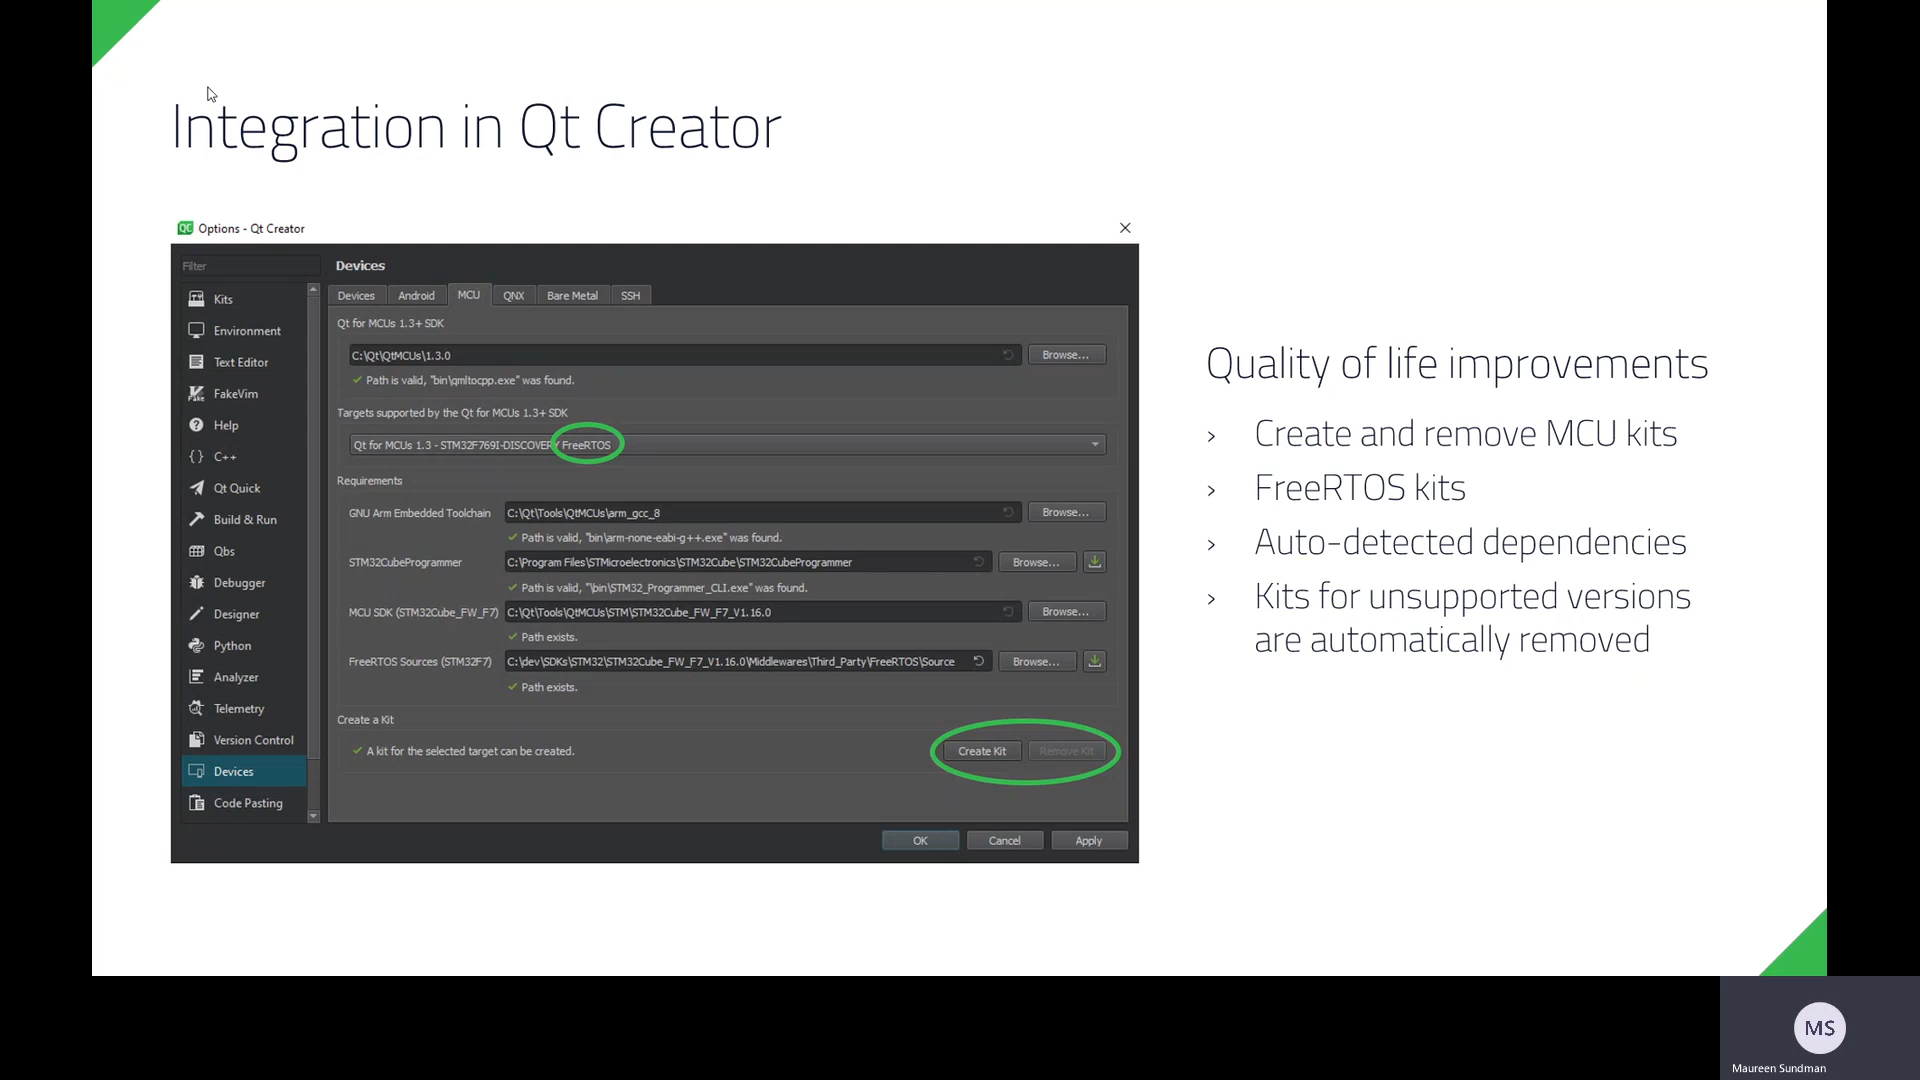 Integration in Qt Creator
QC Options - Qt Creator
Filter
Kits
Environment
Text Editor
FakeVim
Help
C++
Qt Quick
Build & Run
Qbs
Debugger
Designer
Python
Analyzer
Telemetry
Version Control
Devices
Code Pasting
Devices
Devices Android MCU QNX Bare Metal SSH
Qt for MCUs 1.3+ SDK
C:\Qt\QtMCUs\1.3.0 Browse...
Path is valid, "bin\qmltocpp.exe" was found.
Targets supported by the Qt for MCUs 1.3+ SDK
Qt for MCUs 1.3 - STM32F769I-DISCOVERY FreeRTOS
Requirements
GNU Arm Embedded Toolchain C:\Qt\Tools\QtMCUs\arm_gcc_8 Browse...
Path is valid, "bin\arm-none-eabi-g++.exe" was found.
STM32CubeProgrammer C:\Program Files\STMicroelectronics\STM32Cube\STM32CubeProgrammer Browse...
Path is valid, "\bin\STM32_Programmer_CLI.exe" was found.
MCU SDK (STM32Cube_FW_F7) C:\Qt\Tools\QtMCUs\STM\STM32Cube_FW_F7_V1.16.0 Browse...
Path exists.
FreeRTOS Sources (STM32F7) C:\dev\SDKs\STM32\STM32Cube_FW_F7_V1.16.0\Middlewares\Third_Party\FreeRTOS\Source Browse...
Path exists.
Create a Kit
A kit for the selected target can be created. Create Kit Remove Kit
OK Cancel Apply
Quality of life improvements
› Create and remove MCU kits
› FreeRTOS kits
› Auto-detected dependencies
› Kits for unsupported versions
are automatically removed
MS
Maureen Sundman